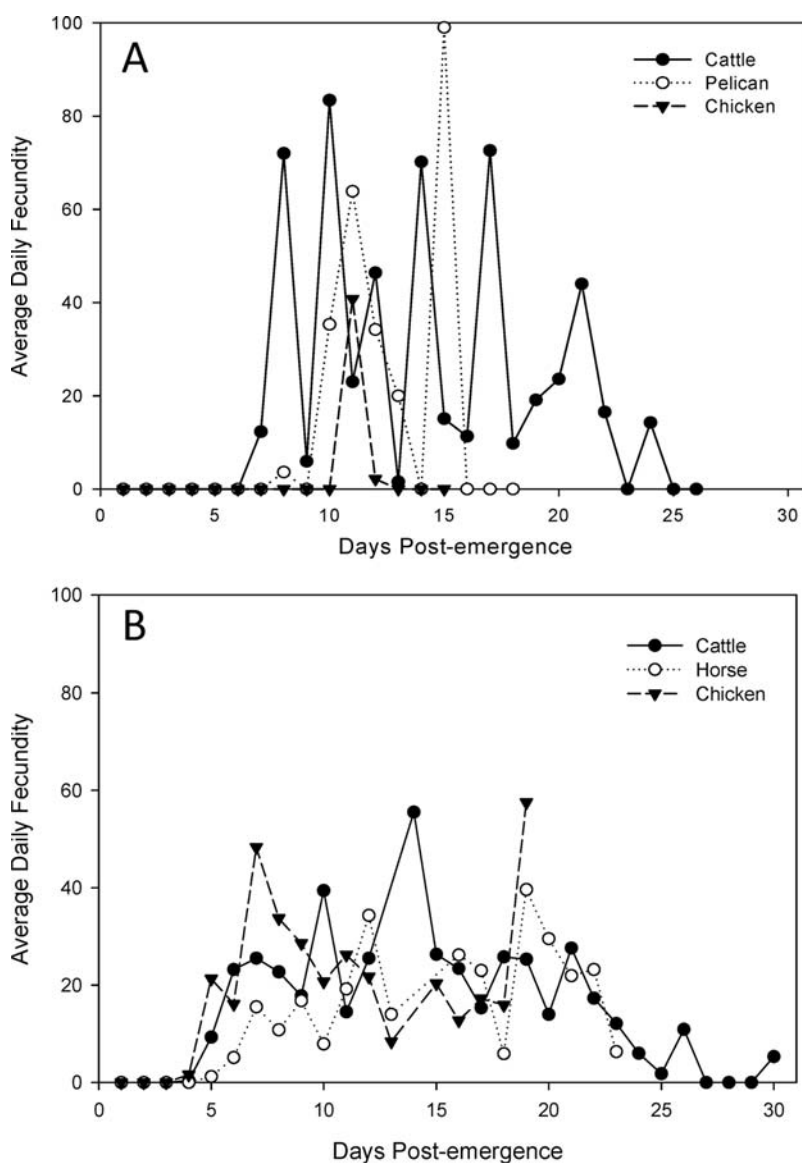 A
Cattle
Pelican
Chicken
Average Daily Fecundity
100
80
60
40
20
0
0 5 10 15 20 25 30
Days Post-emergence
B
Cattle
Horse
Chicken
Average Daily Fecundity
100
80
60
40
20
0
0 5 10 15 20 25 30
Days Post-emergence